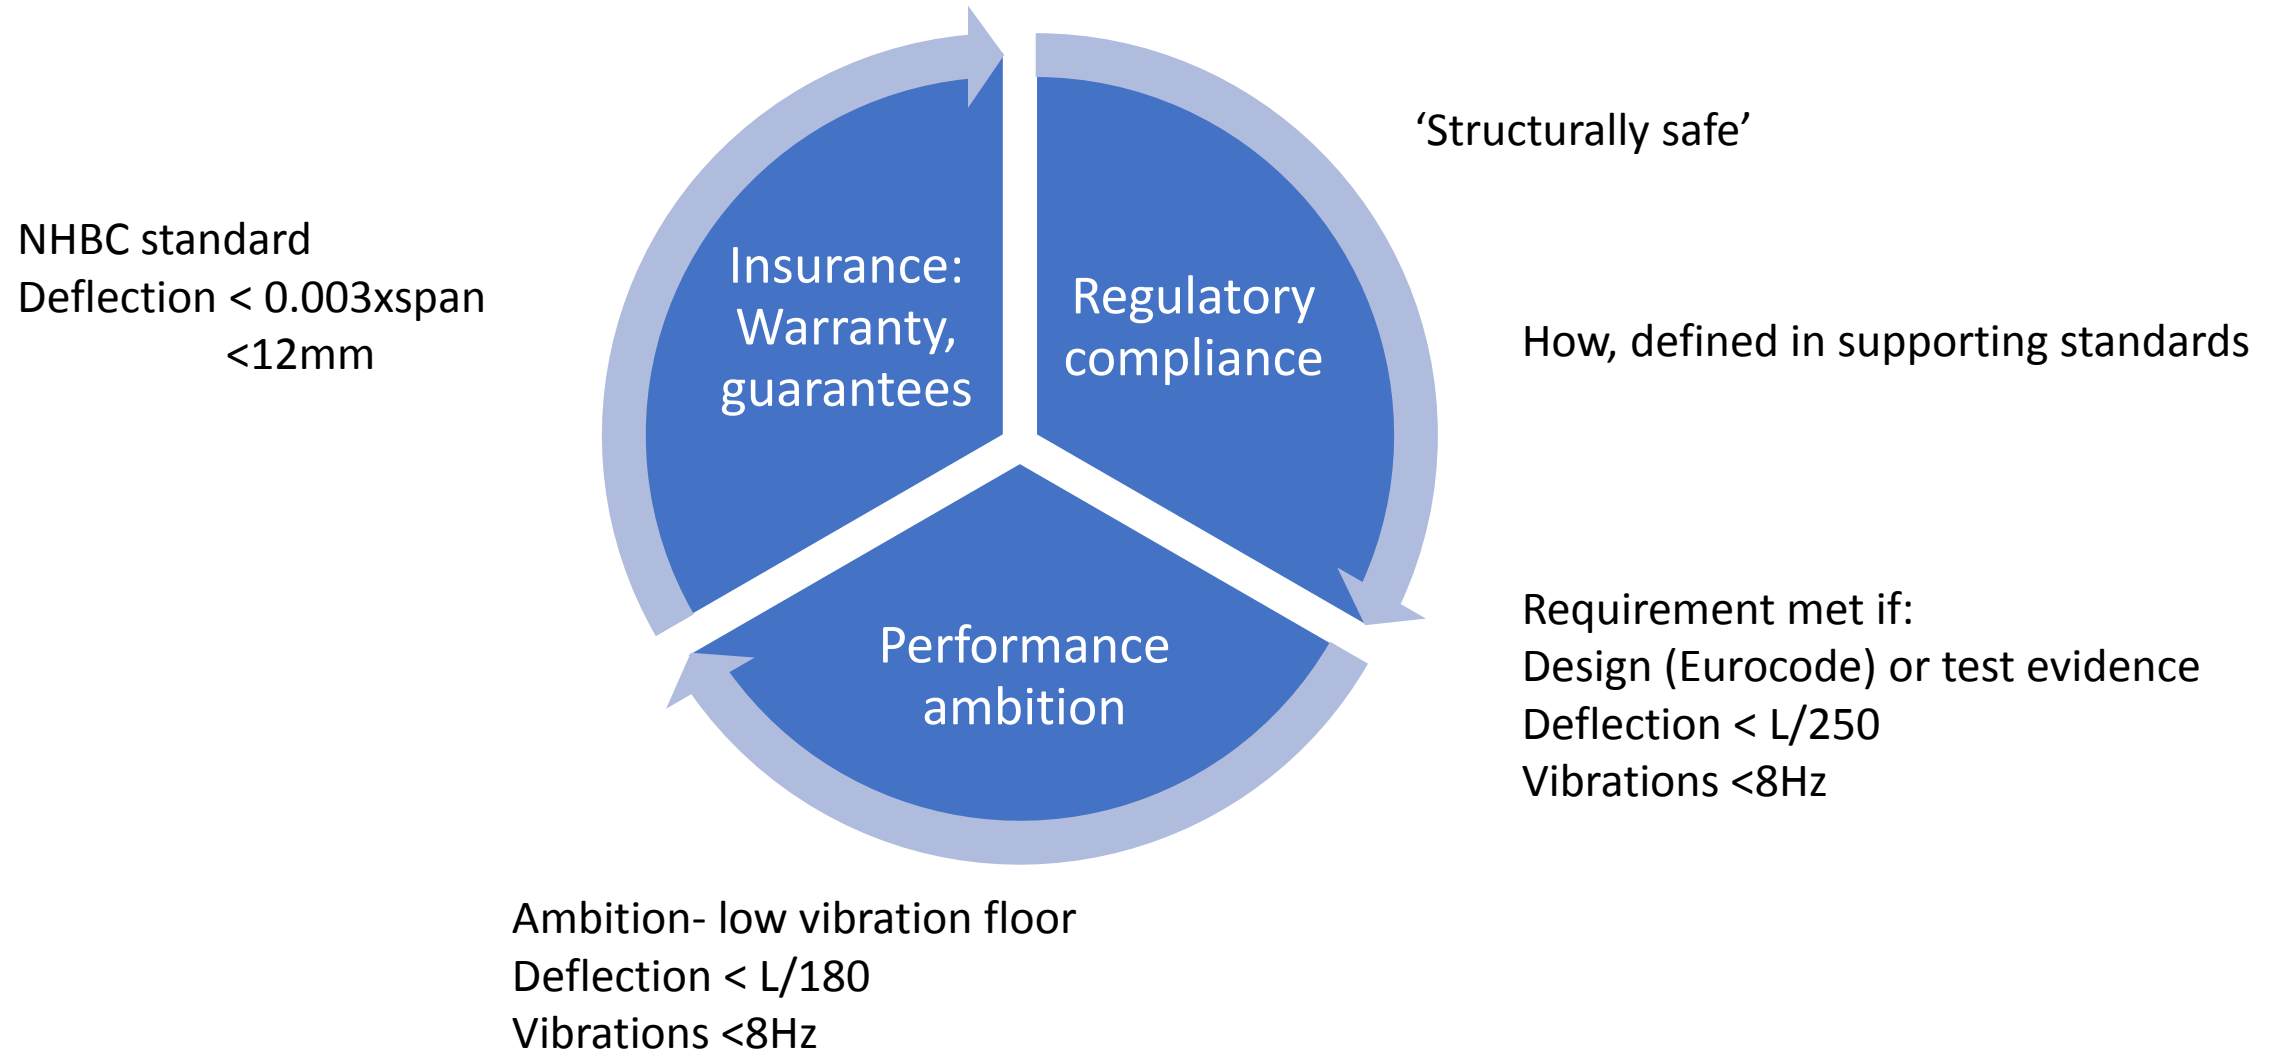 ‘Structurally safe’
NHBC standard
Deflection < 0.003xspan
<12mm
Insurance:
Warranty,
guarantees
Regulatory
compliance
How, defined in supporting standards
Requirement met if:
Design (Eurocode) or test evidence
Deflection < L/250
Vibrations <8Hz
Performance
ambition
Ambition- low vibration floor
Deflection < L/180
Vibrations <8Hz